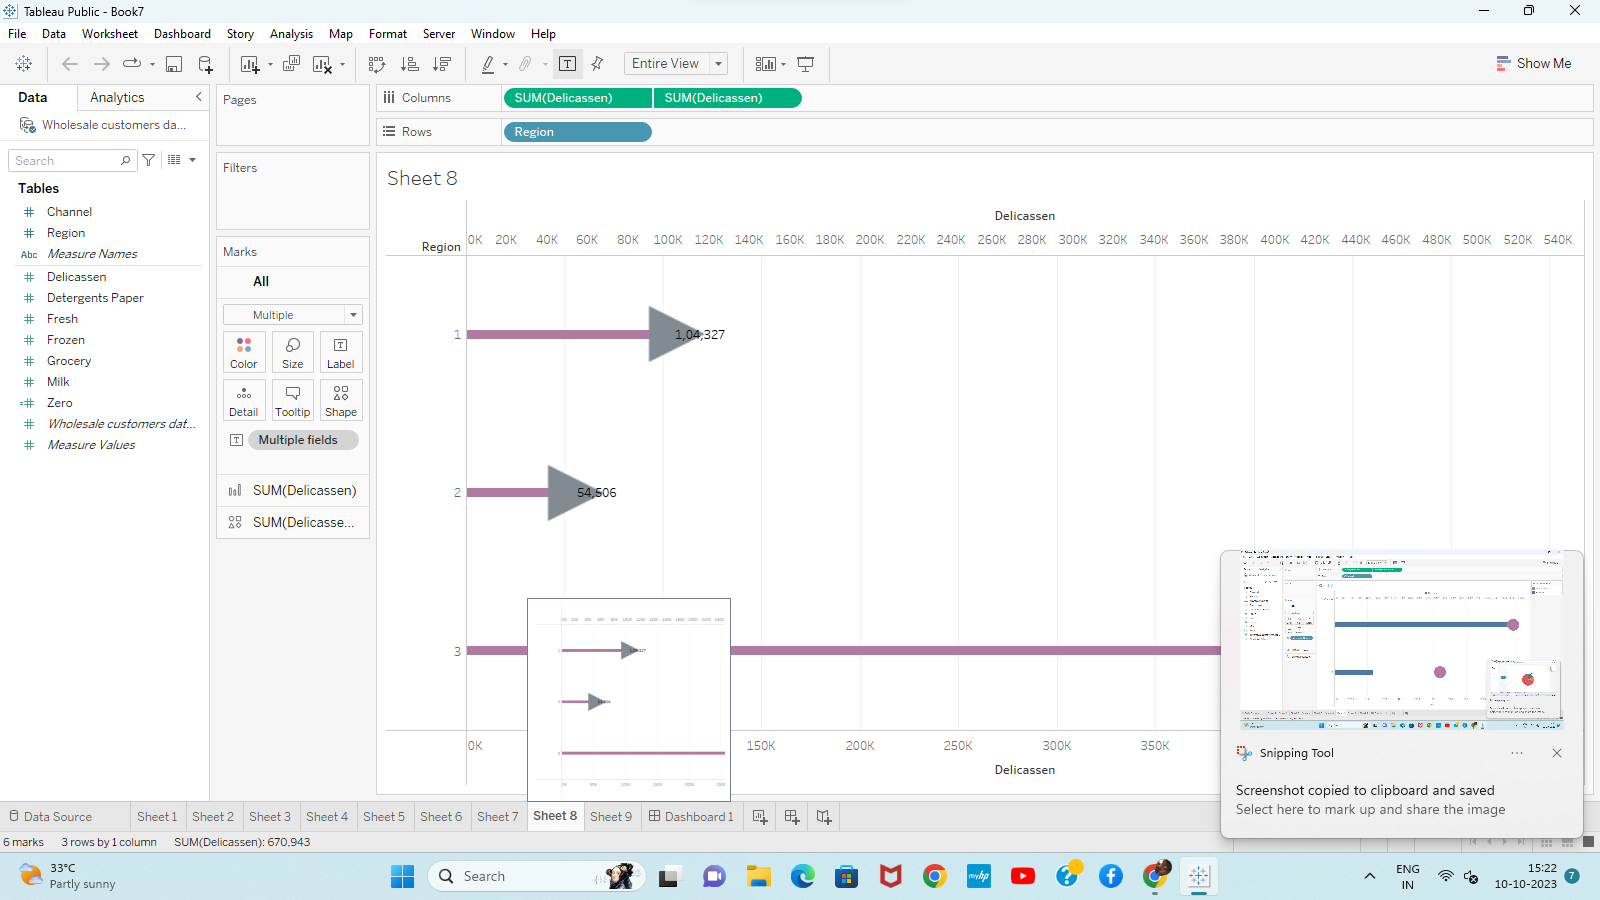 Tableau Public - Book7
File Data Worksheet Dashboard Story Analysis Map Format Server Window Help
Entire View
Show Me
Data Analytics
Pages
Columns SUM(Delicassen) SUM(Delicassen)
Wholesale customers da...
Rows Region
Search
Filters
Sheet 8
Tables
Channel
Region
Abc Measure Names
Delicassen
Detergents Paper
Fresh
Frozen
Grocery
Milk
Zero
Wholesale customers dat...
Measure Values
Marks
All
Multiple
Color Size Label
Detail Tooltip Shape
Multiple fields
SUM(Delicassen)
SUM(Delicasse...
Delicassen
Region
0K 20K 40K 60K 80K 100K 120K 140K 160K 180K 200K 220K 240K 260K 280K 300K 320K 340K 360K 380K 400K 420K 440K 460K 480K 500K 520K 540K
1 1,04,327
2 54,506
3
0K 150K 200K 250K 300K 350K
Delicassen
Snipping Tool
Screenshot copied to clipboard and saved
Select here to mark up and share the image
Data Source Sheet 1 Sheet 2 Sheet 3 Sheet 4 Sheet 5 Sheet 6 Sheet 7 Sheet 8 Sheet 9 Dashboard 1
6 marks 3 rows by 1 column SUM(Delicassen): 670,943
33°C
Partly sunny
Search
myhp
ENG
IN
15:22
10-10-2023
7